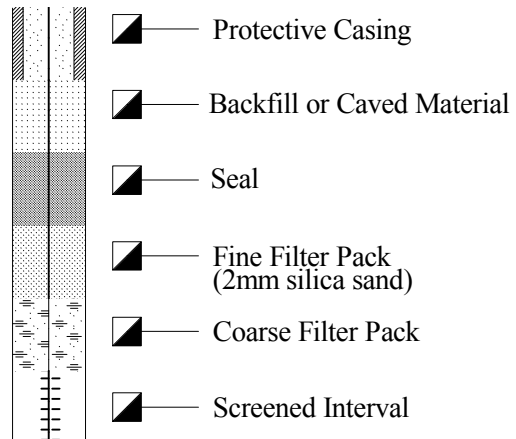 Protective Casing
Backfill or Caved Material
Seal
Fine Filter Pack
(2mm silica sand)
Coarse Filter Pack
Screened Interval